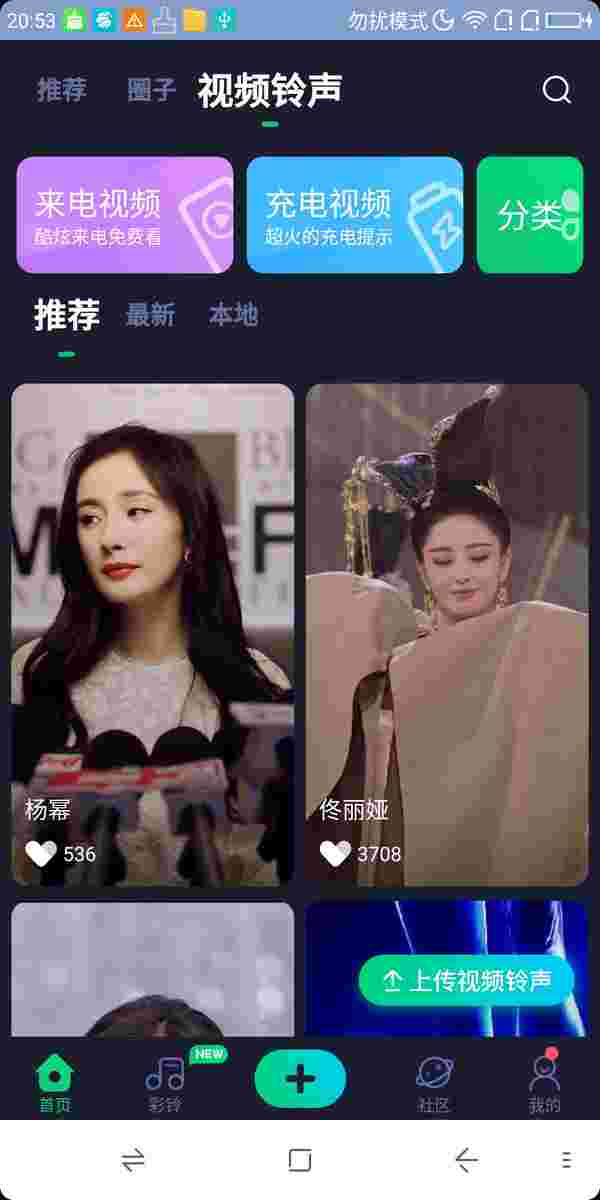 20:53
勿扰模式
推荐
圈子
视频铃声
来电视频
酷炫来电免费看
充电视频
超火的充电提示
分类
推荐
最新
本地
杨幂
536
佟丽娅
3708
上传视频铃声
首页
彩铃
NEW
社区
我的